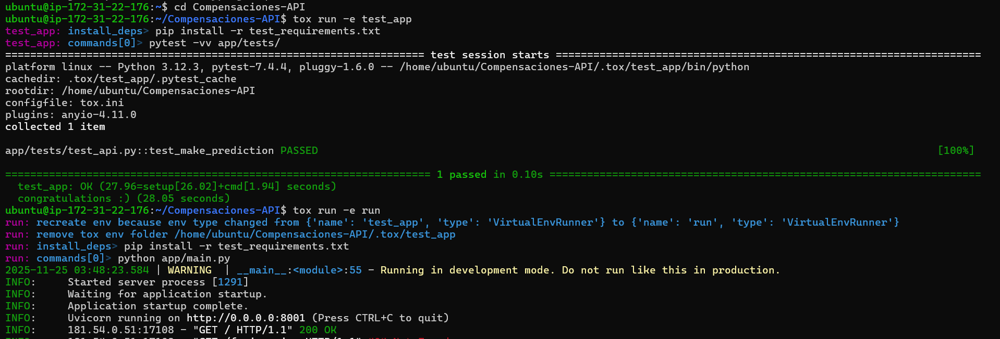 ubuntu@ip-172-31-22-176:~$ cd Compensaciones-API
ubuntu@ip-172-31-22-176:~/Compensaciones-API$ tox run -e test_app
test_app: install_deps> pip install -r test_requirements.txt
test_app: commands[0]> pytest -vv app/tests/
=================================================================== test session starts ====================================================================
platform linux -- Python 3.12.3, pytest-7.4.4, pluggy-1.6.0 -- /home/ubuntu/Compensaciones-API/.tox/test_app/bin/python
cachedir: .tox/test_app/.pytest_cache
rootdir: /home/ubuntu/Compensaciones-API
configfile: tox.ini
plugins: anyio-4.11.0
collected 1 item
app/tests/test_api.py::test_make_prediction PASSED [100%]
==================================================================== 1 passed in 0.10s =====================================================================
test_app: OK (27.96=setup[26.02]+cmd[1.94] seconds)
congratulations :) (28.05 seconds)
ubuntu@ip-172-31-22-176:~/Compensaciones-API$ tox run -e run
run: recreate env because env type changed from {'name': 'test_app', 'type': 'VirtualEnvRunner'} to {'name': 'run', 'type': 'VirtualEnvRunner'}
run: remove tox env folder /home/ubuntu/Compensaciones-API/.tox/test_app
run: install_deps> pip install -r test_requirements.txt
run: commands[0]> python app/main.py
2025-11-25 03:48:23.584 | WARNING  | __main__:<module>:55 - Running in development mode. Do not run like this in production.
INFO:     Started server process [1291]
INFO:     Waiting for application startup.
INFO:     Application startup complete.
INFO:     Uvicorn running on http://0.0.0.0:8001 (Press CTRL+C to quit)
INFO:     181.54.0.51:17108 - "GET / HTTP/1.1" 200 OK